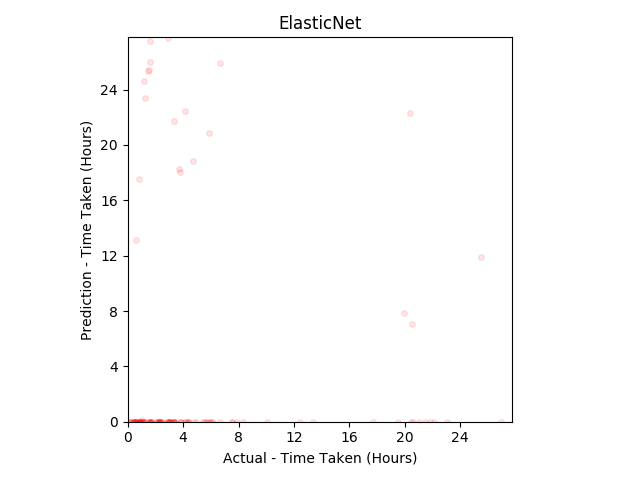 ElasticNet
24
20
16
12
8
4
0
Prediction - Time Taken (Hours)
0 4 8 12 16 20 24
Actual - Time Taken (Hours)